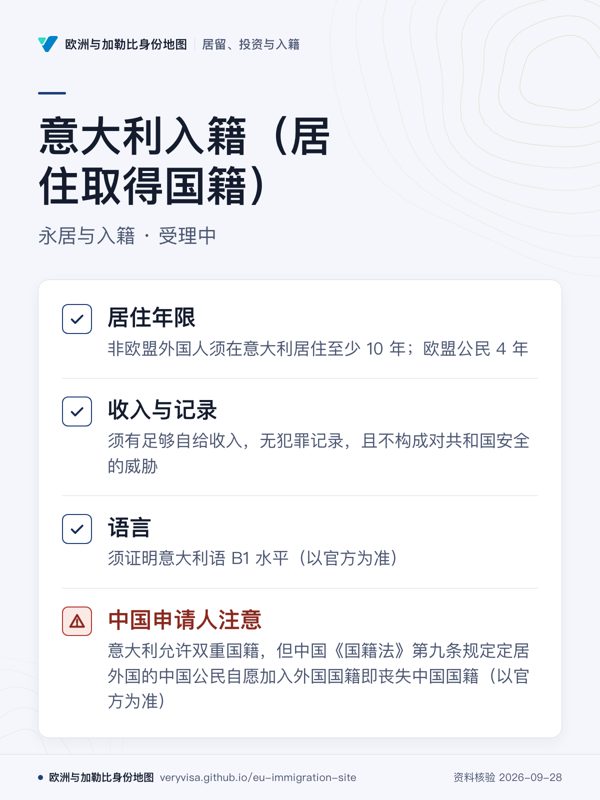 欧洲与加勒比身份地图 居留、投资与入籍
意大利入籍（居
住取得国籍）
永居与入籍 · 受理中
居住年限
非欧盟外国人须在意大利居住至少 10 年；欧盟公民 4 年
收入与记录
须有足够自给收入，无犯罪记录，且不构成对共和国安全
的威胁
语言
须证明意大利语 B1 水平（以官方为准）
中国申请人注意
意大利允许双重国籍，但中国《国籍法》第九条规定定居
外国的中国公民自愿加入外国国籍即丧失中国国籍（以官
方为准）
欧洲与加勒比身份地图 veryvisa.github.io/eu-immigration-site 资料核验 2026-09-28